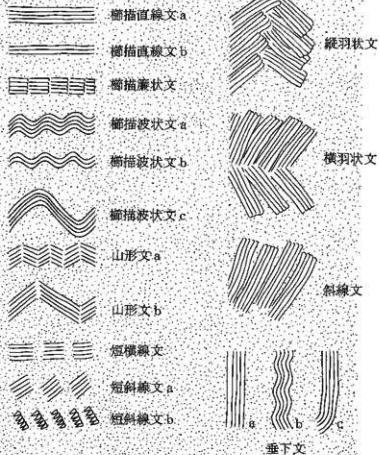 櫛描直線文a
櫛描直線文b
櫛描簾状文
櫛描波状文a
櫛描波状文b
櫛描波状文c
山形文a
山形文b
短横線文
短斜線文a
短斜線文b
縦羽状文
横羽状文
斜線文
a b c
垂下文